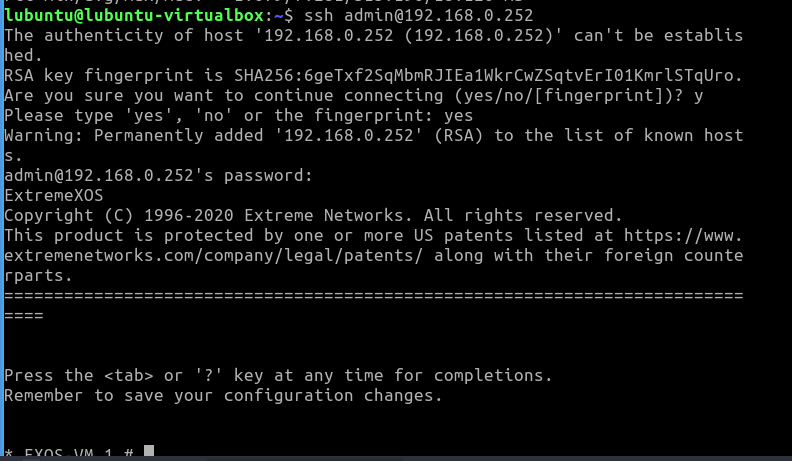 lubuntu@lubuntu-virtualbox:~$ ssh admin@192.168.0.252
The authenticity of host '192.168.0.252 (192.168.0.252)' can't be establis
hed.
RSA key fingerprint is SHA256:6geTxf2SqMbmRJIEa1WkrCwZSqtvErI01KmrlSTqUro.
Are you sure you want to continue connecting (yes/no/[fingerprint])? y
Please type 'yes', 'no' or the fingerprint: yes
Warning: Permanently added '192.168.0.252' (RSA) to the list of known host
s.
admin@192.168.0.252's password:
ExtremeXOS
Copyright (C) 1996-2020 Extreme Networks. All rights reserved.
This product is protected by one or more US patents listed at https://www.
extremenetworks.com/company/legal/patents/ along with their foreign counte
rparts.
==========================================================================
====
Press the <tab> or '?' key at any time for completions.
Remember to save your configuration changes.
* EXOS-VM.1 #